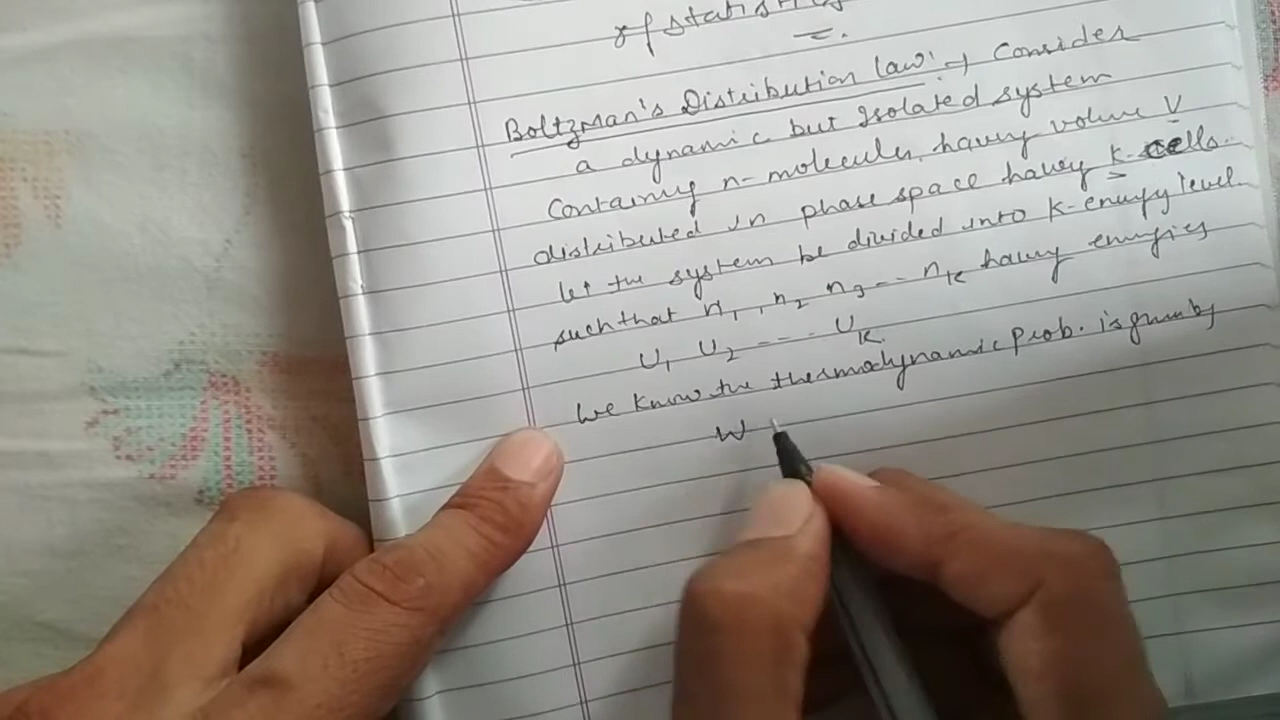 of statistics
Boltzman's Distribution law :→ Consider
a dynamic but Isolated system
Containing n-molecules having volume V
distributed in phase space having K-cells.
let the system be divided into K-energy level.
such that n₁, n₂ n₃ -- nK having energies
U₁ U₂ --- UK.
We know the thermodynamic prob. is given by
W